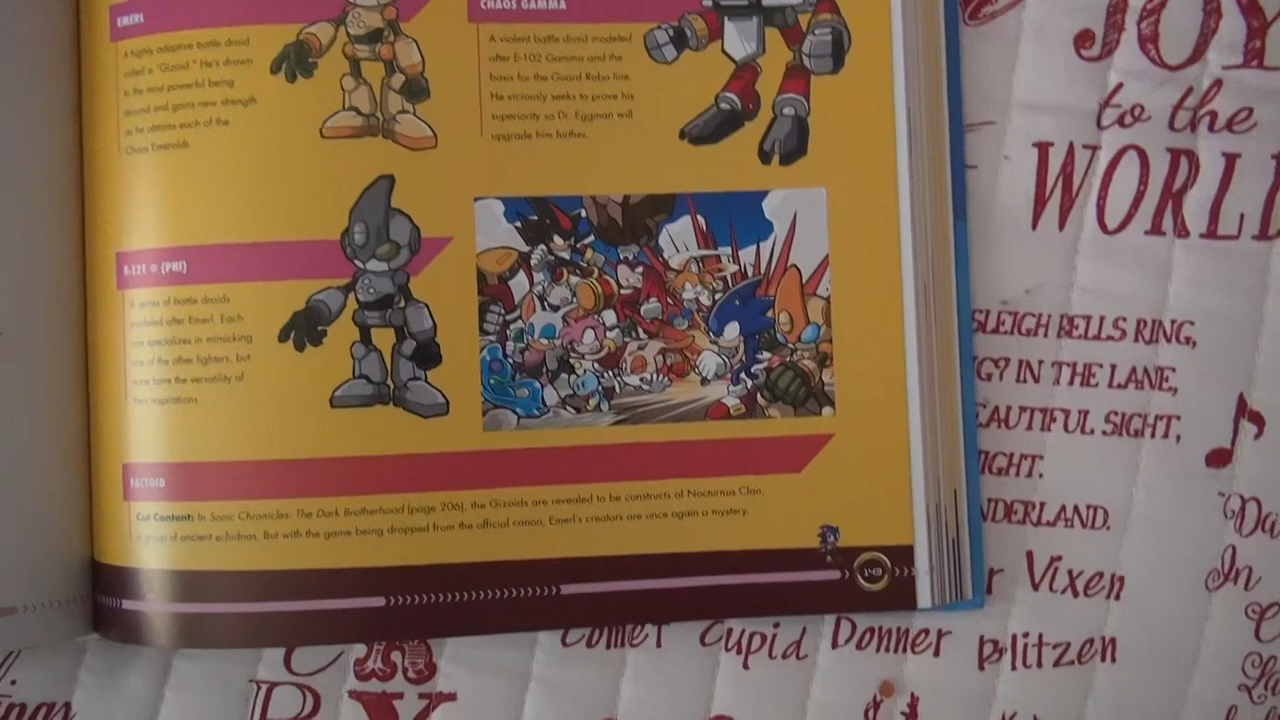 EMERL
A highly adaptive battle droid
called a "Gizoid." He's drawn
to the most powerful being
around and gains new strength
as he obtains each of the
Chaos Emeralds.
CHAOS GAMMA
A violent battle droid modeled
after E-102 Gamma and the
basis for the Guard Robo line.
He viciously seeks to prove his
superiority so Dr. Eggman will
upgrade him further.
E-121 Φ (PHI)
A series of battle droids
modeled after Emerl. Each
one specializes in mimicking
one of the other fighters, but
none have the versatility of
their inspirations.
FACTOID
Cut Content: In Sonic Chronicles: The Dark Brotherhood (page 206), the Gizoids are revealed to be constructs of Nocturnus Clan,
a group of ancient echidnas. But with the game being dropped from the official canon, Emerl's creators are once again a mystery.
143
JOY
to the
WORL
SLEIGH BELLS RING,
G? IN THE LANE,
EAUTIFUL SIGHT,
IGHT.
NDERLAND.
r Vixen
Comet Cupid Donner Blitzen
In